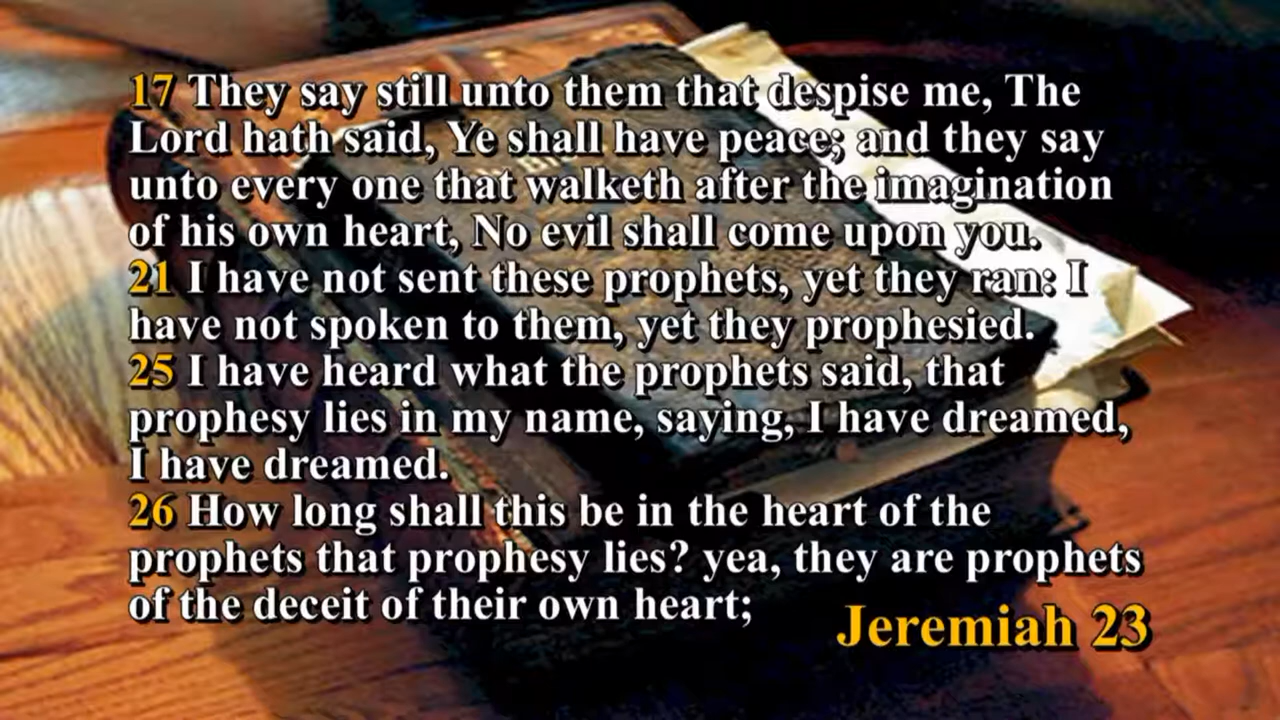 17 They say still unto them that despise me, The
Lord hath said, Ye shall have peace; and they say
unto every one that walketh after the imagination
of his own heart, No evil shall come upon you.
21 I have not sent these prophets, yet they ran: I
have not spoken to them, yet they prophesied.
25 I have heard what the prophets said, that
prophesy lies in my name, saying, I have dreamed,
I have dreamed.
26 How long shall this be in the heart of the
prophets that prophesy lies? yea, they are prophets
of the deceit of their own heart;
Jeremiah 23